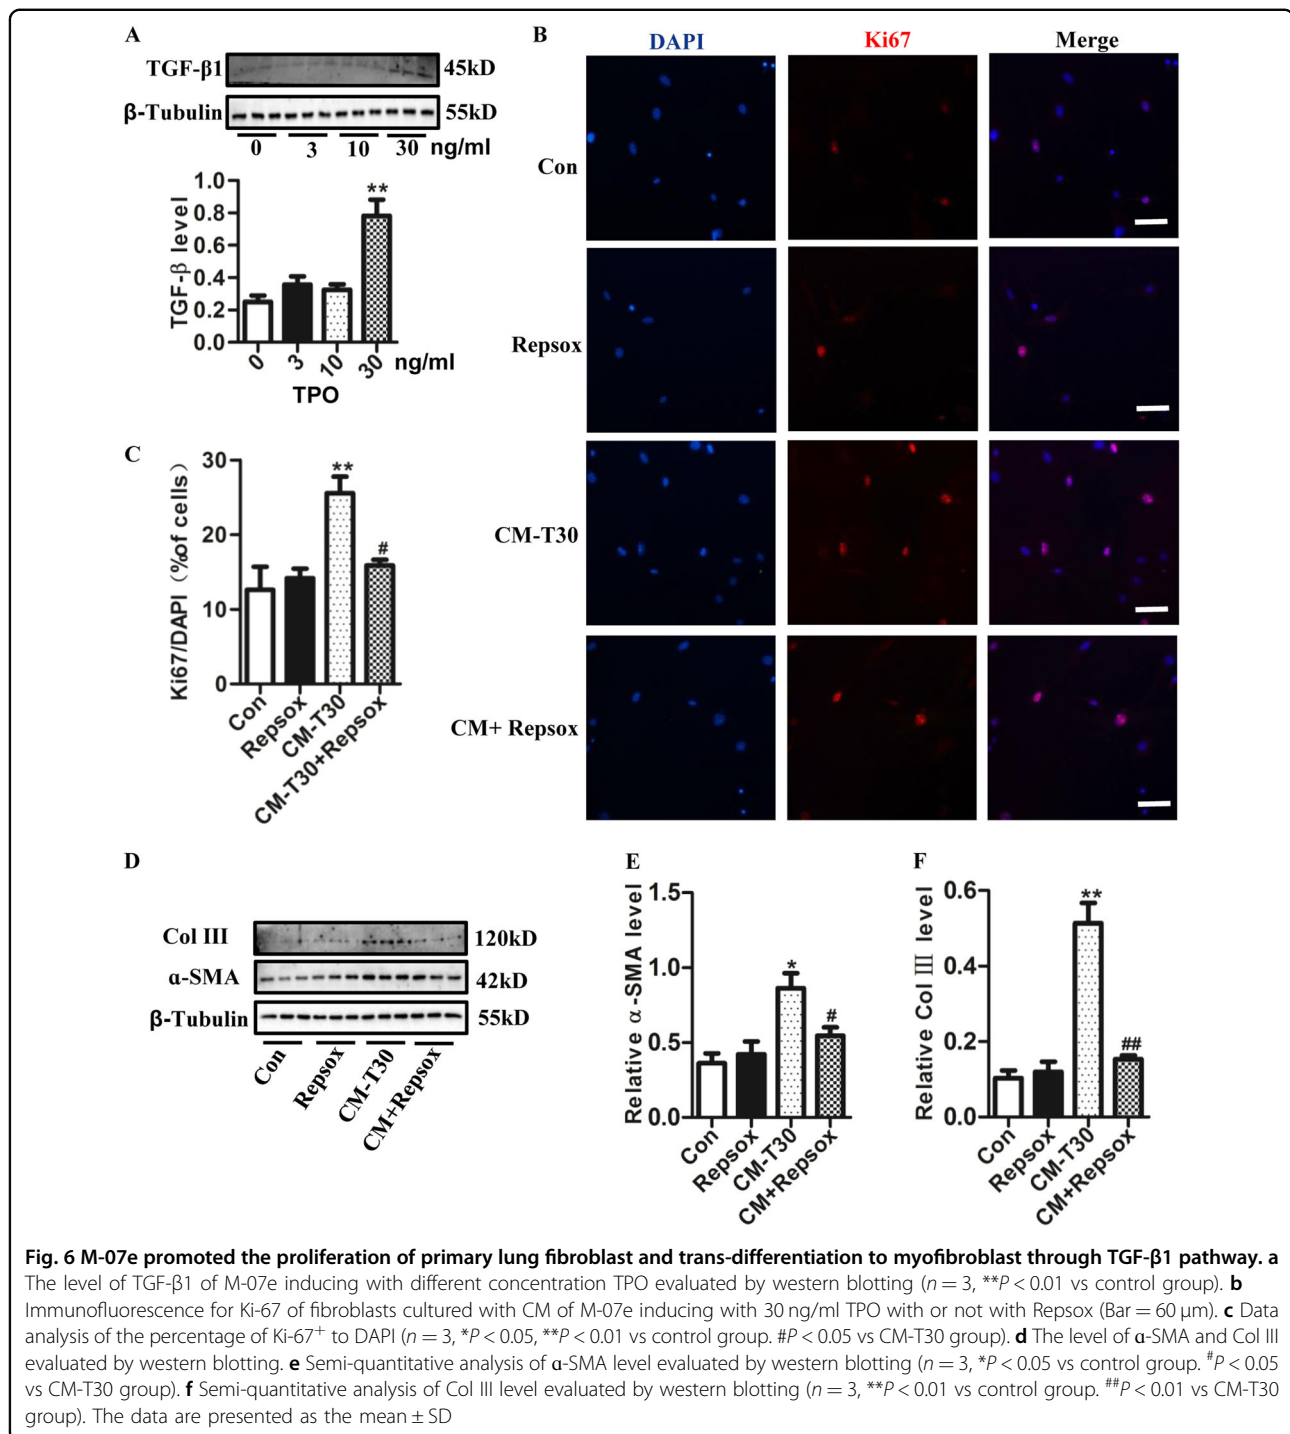 A
TGF-β1 45kD
β-Tubulin 55kD
0 3 10 30 ng/ml
TGF-β level
1.0
0.8
0.6
0.4
0.2
0.0
**
0 3 10 30 ng/ml
TPO
B
DAPI Ki67 Merge
Con
Repsox
CM-T30
CM+ Repsox
C
Ki67/DAPI (%of cells)
30
20
10
0
**
#
Con
Repsox
CM-T30
CM-T30+Repsox
D
Col III 120kD
α-SMA 42kD
β-Tubulin 55kD
Con
Repsox
CM-T30
CM+Repsox
E
Relative α-SMA level
1.5
1.0
0.5
0.0
*
#
Con
Repsox
CM-T30
CM+Repsox
F
Relative Col III level
0.6
0.4
0.2
0.0
**
##
Con
Repsox
CM-T30
CM+Repsox
Fig. 6 M-07e promoted the proliferation of primary lung fibroblast and trans-differentiation to myofibroblast through TGF-β1 pathway. a
The level of TGF-β1 of M-07e inducing with different concentration TPO evaluated by western blotting (n = 3, **P < 0.01 vs control group). b
Immunofluorescence for Ki-67 of fibroblasts cultured with CM of M-07e inducing with 30 ng/ml TPO with or not with Repsox (Bar = 60 μm). c Data
analysis of the percentage of Ki-67+ to DAPI (n = 3, *P < 0.05, **P < 0.01 vs control group. #P < 0.05 vs CM-T30 group). d The level of α-SMA and Col III
evaluated by western blotting. e Semi-quantitative analysis of α-SMA level evaluated by western blotting (n = 3, *P < 0.05 vs control group. #P < 0.05
vs CM-T30 group). f Semi-quantitative analysis of Col III level evaluated by western blotting (n = 3, **P < 0.01 vs control group. ##P < 0.01 vs CM-T30
group). The data are presented as the mean ± SD